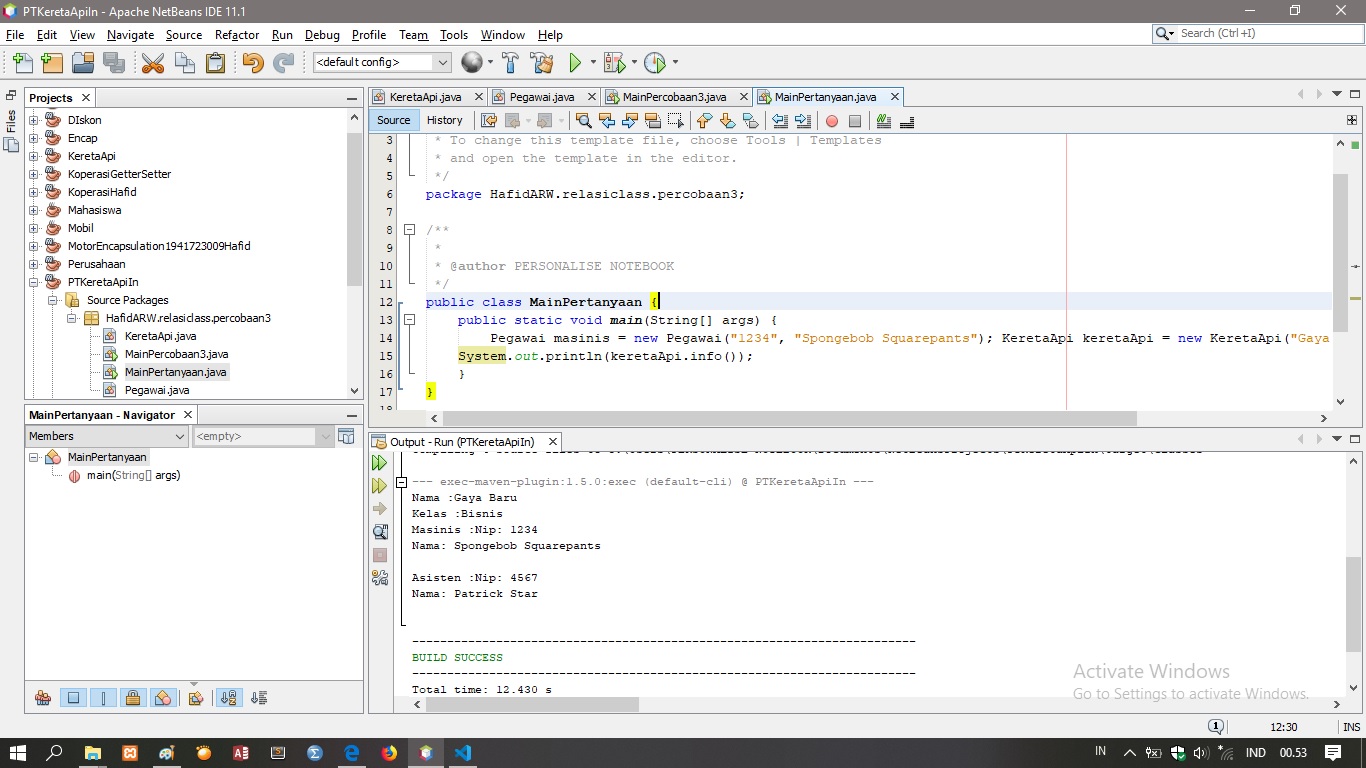 PTKeretaApiIn - Apache NetBeans IDE 11.1
File Edit View Navigate Source Refactor Run Debug Profile Team Tools Window Help
Search (Ctrl+I)
<default config>
Files
Projects
DIskon
Encap
KeretaApi
KoperasiGetterSetter
KoperasiHafid
Mahasiswa
Mobil
MotorEncapsulation1941723009Hafid
Perusahaan
PTKeretaApiIn
Source Packages
HafidARW.relasiclass.percobaan3
KeretaApi.java
MainPercobaan3.java
MainPertanyaan.java
Pegawai.java
MainPertanyaan - Navigator
Members
<empty>
MainPertanyaan
main(String[] args)
KeretaApi.java Pegawai.java MainPercobaan3.java MainPertanyaan.java
Source History
3 * To change this template file, choose Tools | Templates
4 * and open the template in the editor.
5 */
6 package HafidARW.relasiclass.percobaan3;
7
8 /**
9 *
10 * @author PERSONALISE NOTEBOOK
11 */
12 public class MainPertanyaan {
13 public static void main(String[] args) {
14 Pegawai masinis = new Pegawai("1234", "Spongebob Squarepants"); KeretaApi keretaApi = new KeretaApi("Gaya
15 System.out.println(keretaApi.info());
16 }
17 }
18
Output - Run (PTKeretaApiIn)
--- exec-maven-plugin:1.5.0:exec (default-cli) @ PTKeretaApiIn ---
Nama :Gaya Baru
Kelas :Bisnis
Masinis :Nip: 1234
Nama: Spongebob Squarepants
Asisten :Nip: 4567
Nama: Patrick Star
------------------------------------------------------------------------
BUILD SUCCESS
------------------------------------------------------------------------
Total time: 12.430 s
Activate Windows
Go to Settings to activate Windows.
1
12:30 INS
IN IND 00.53